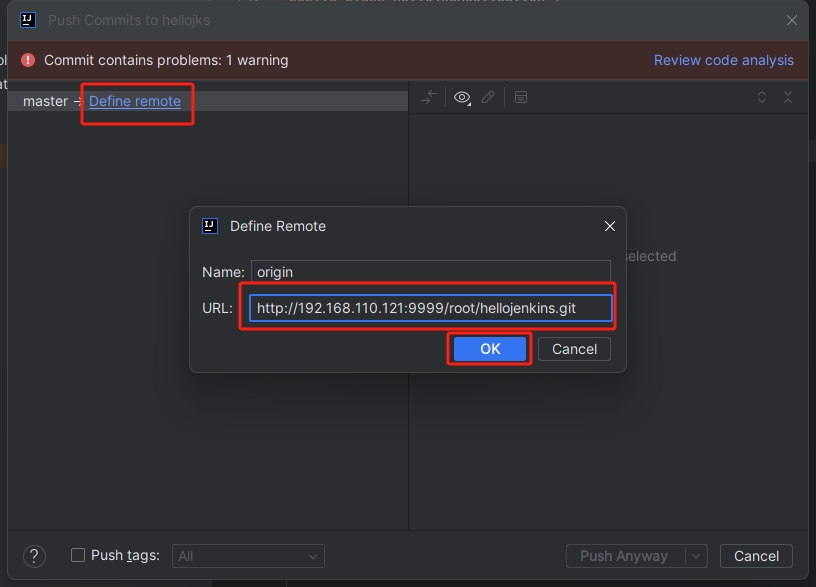 Push Commits to hellojks
Commit contains problems: 1 warning
Review code analysis
master → Define remote
Define Remote
Name: origin
selected
URL: http://192.168.110.121:9999/root/hellojenkins.git
OK
Cancel
? Push tags: All
Push Anyway
Cancel